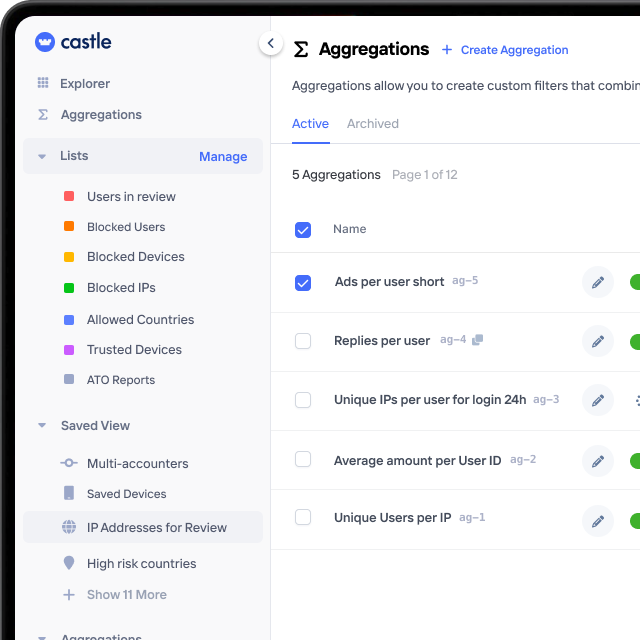 castle
Explorer
Aggregations
Lists
Manage
Users in review
Blocked Users
Blocked Devices
Blocked IPs
Allowed Countries
Trusted Devices
ATO Reports
Saved View
Multi-accounters
Saved Devices
IP Addresses for Review
High risk countries
Show 11 More
Aggregations
Σ Aggregations
+ Create Aggregation
Aggregations allow you to create custom filters that combin
Active Archived
5 Aggregations Page 1 of 12
Name
Ads per user short ag-5
Replies per user ag-4
Unique IPs per user for login 24h ag-3
Average amount per User ID ag-2
Unique Users per IP ag-1